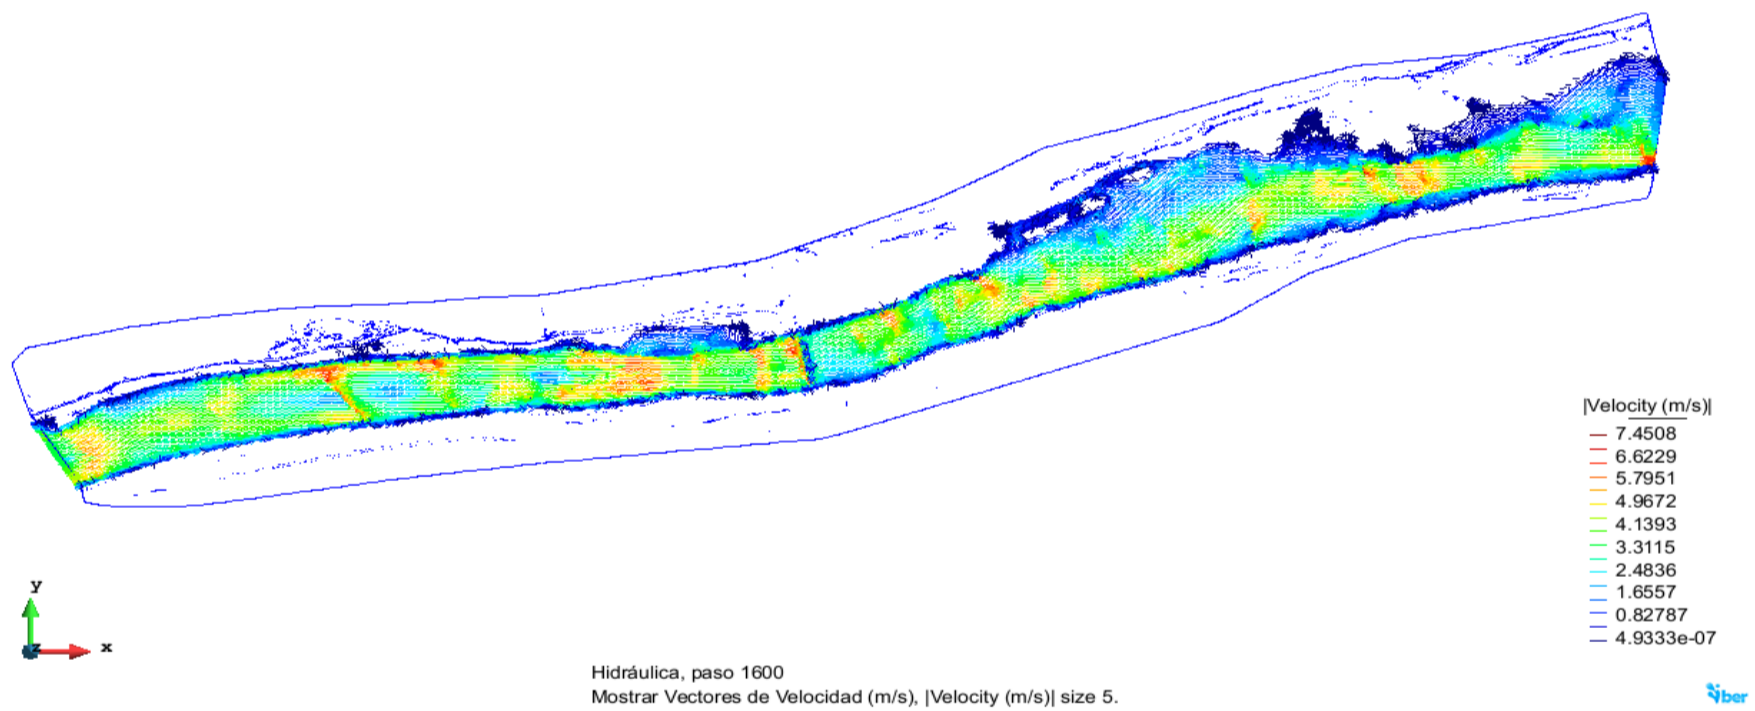 |Velocity (m/s)|
7.4508
6.6229
5.7951
4.9672
4.1393
3.3115
2.4836
1.6557
0.82787
4.9333e-07
y
z
x
Hidráulica, paso 1600
Mostrar Vectores de Velocidad (m/s), |Velocity (m/s)| size 5.
iber